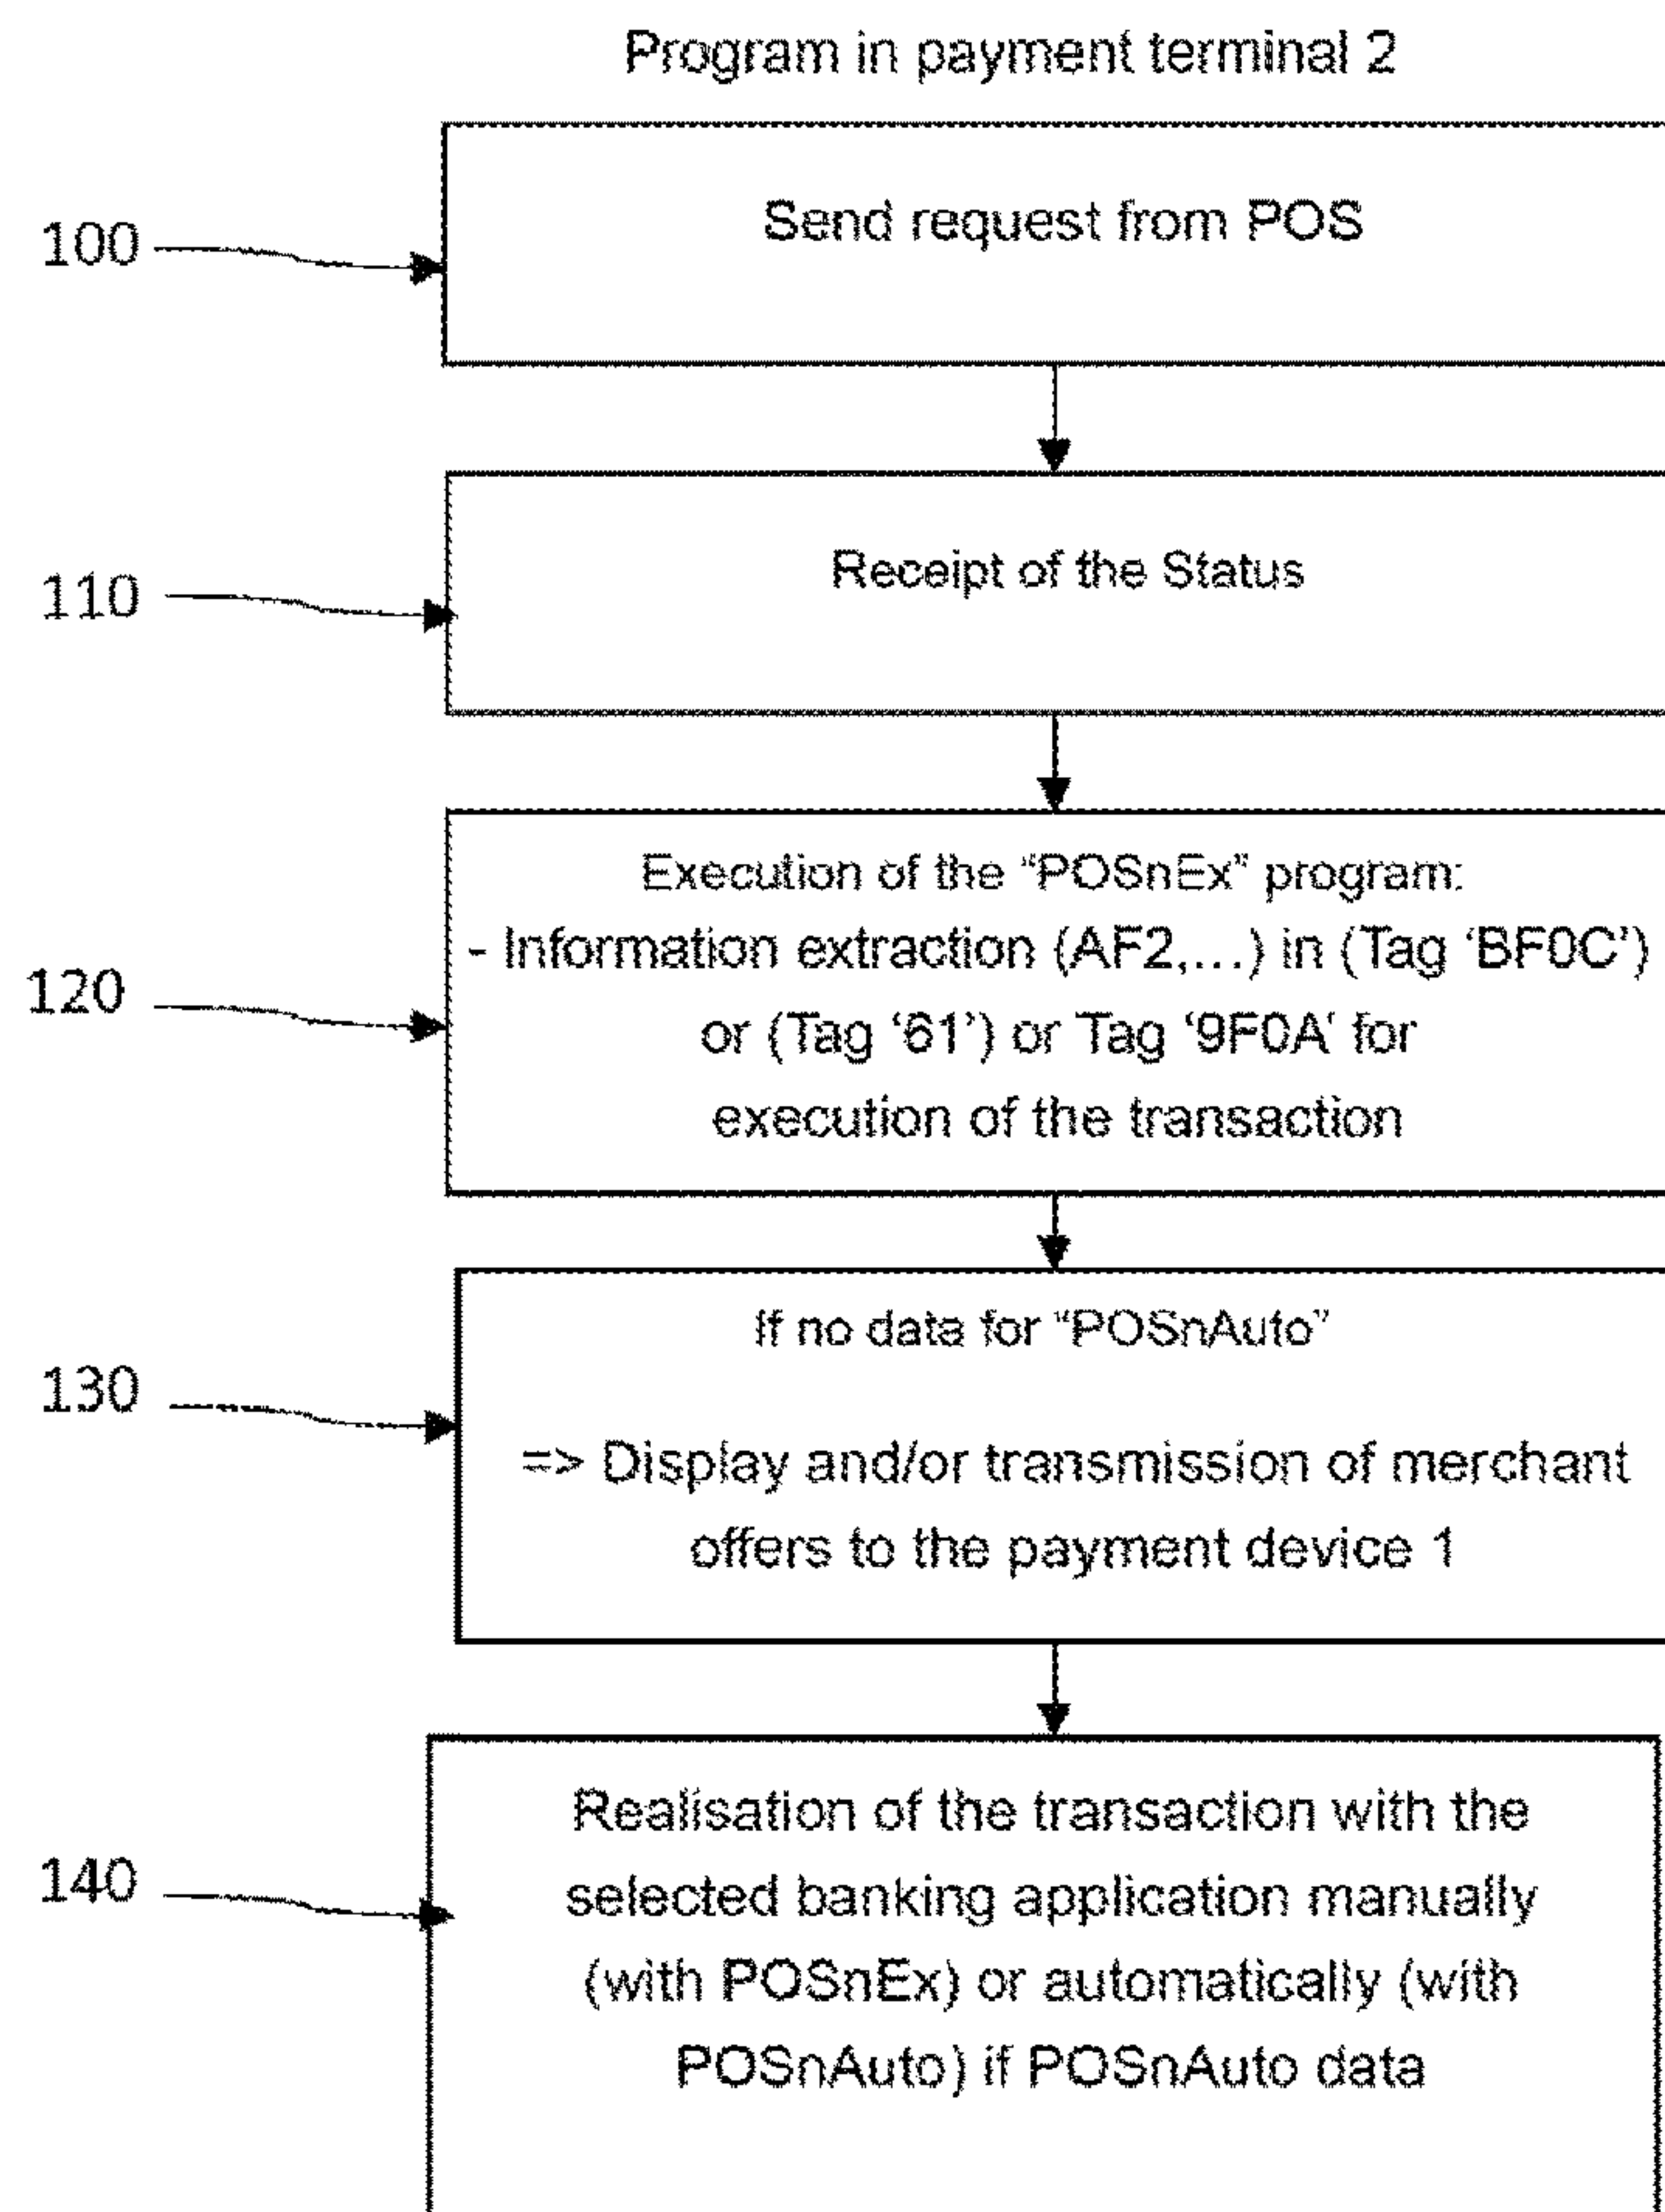 Program in payment terminal 2
100
Send request from POS
110
Receipt of the Status
120
Execution of the “POSnEx” program:
- Information extraction (AF2,...) in (Tag ‘BF0C’)
or (Tag ‘61’) or Tag ‘9F0A‘ for
execution of the transaction
130
If no data for “POSnAuto”
=> Display and/or transmission of merchant
offers to the payment device 1
140
Realisation of the transaction with the
selected banking application manually
(with POSnEx) or automatically (with
POSnAuto) if POSnAuto data